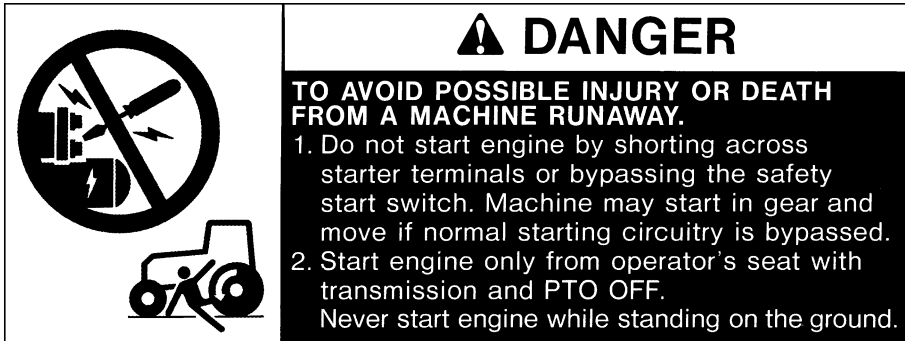 DANGER
TO AVOID POSSIBLE INJURY OR DEATH
FROM A MACHINE RUNAWAY.
1. Do not start engine by shorting across
starter terminals or bypassing the safety
start switch. Machine may start in gear and
move if normal starting circuitry is bypassed.
2. Start engine only from operator's seat with
transmission and PTO OFF.
Never start engine while standing on the ground.